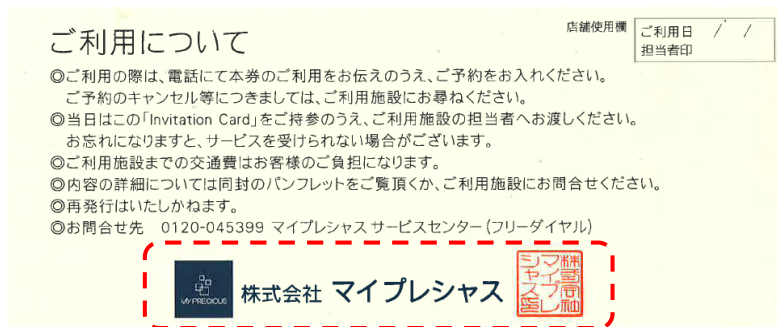 店舗使用欄
ご利用日 / /
担当者印
ご利用について
◎ご利用の際は、電話にて本券のご利用をお伝えのうえ、ご予約をお入れください。
ご予約のキャンセル等につきましては、ご利用施設にお尋ねください。
◎当日はこの「Invitation Card」をご持参のうえ、ご利用施設の担当者へお渡しください。
お忘れになりますと、サービスを受けられない場合がございます。
◎ご利用施設までの交通費はお客様のご負担になります。
◎内容の詳細については同封のパンフレットをご覧頂くか、ご利用施設にお問合せください。
◎再発行はいたしかねます。
◎お問合せ先 0120-045399 マイプレシャス サービスセンター(フリーダイヤル)
MY PRECIOUS
株式会社 マイプレシャス
株式会社
マイプレ
シャス印